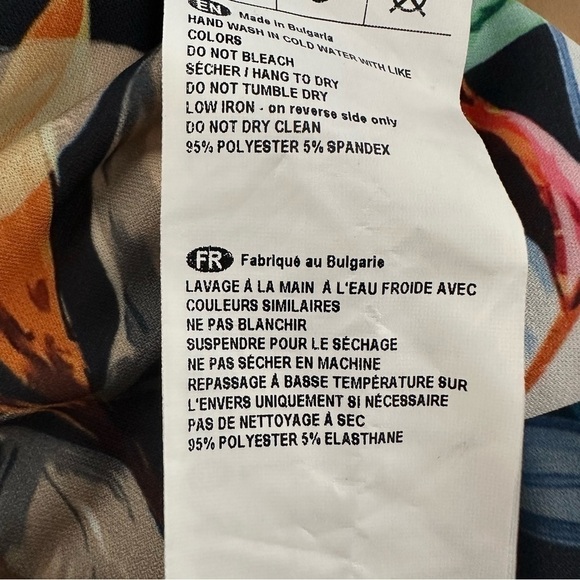 EN Made in Bulgaria
HAND WASH IN COLD WATER WITH LIKE
COLORS
DO NOT BLEACH
SÉCHER / HANG TO DRY
DO NOT TUMBLE DRY
LOW IRON - on reverse side only
DO NOT DRY CLEAN
95% POLYESTER 5% SPANDEX
FR Fabriqué au Bulgarie
LAVAGE À LA MAIN À L'EAU FROIDE AVEC
COULEURS SIMILAIRES
NE PAS BLANCHIR
SUSPENDRE POUR LE SÉCHAGE
NE PAS SÉCHER EN MACHINE
REPASSAGE À BASSE TEMPÉRATURE SUR
L'ENVERS UNIQUEMENT SI NÉCESSAIRE
PAS DE NETTOYAGE À SEC
95% POLYESTER 5% ELASTHANE